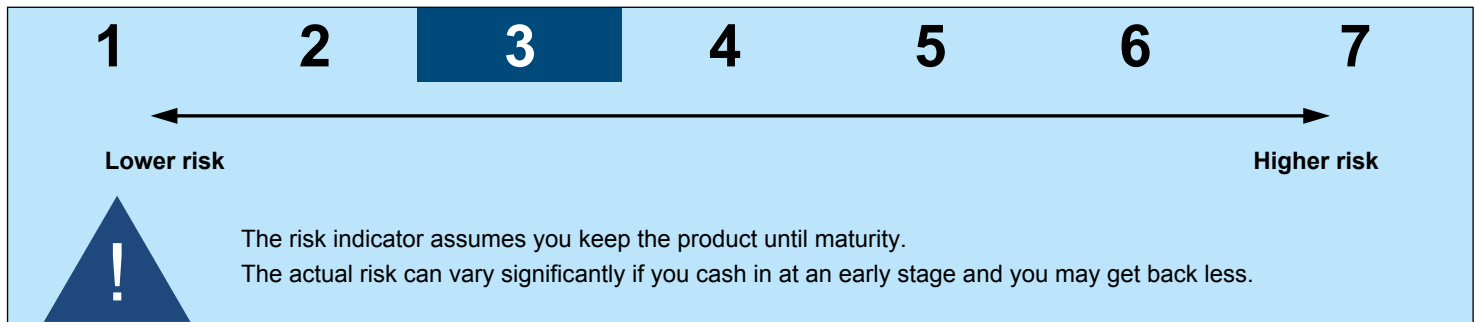 1 2 3 4 5 6 7
Lower risk Higher risk
!
The risk indicator assumes you keep the product until maturity.
The actual risk can vary significantly if you cash in at an early stage and you may get back less.